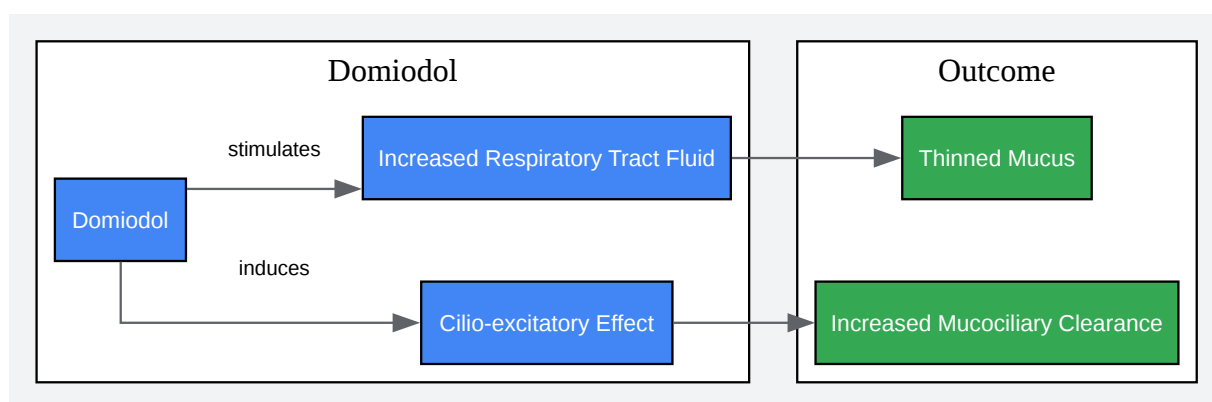 Domiodol
Outcome
stimulates
Increased Respiratory Tract Fluid
Thinned Mucus
Domiodol
induces
Cilio-excitatory Effect
Increased Mucociliary Clearance